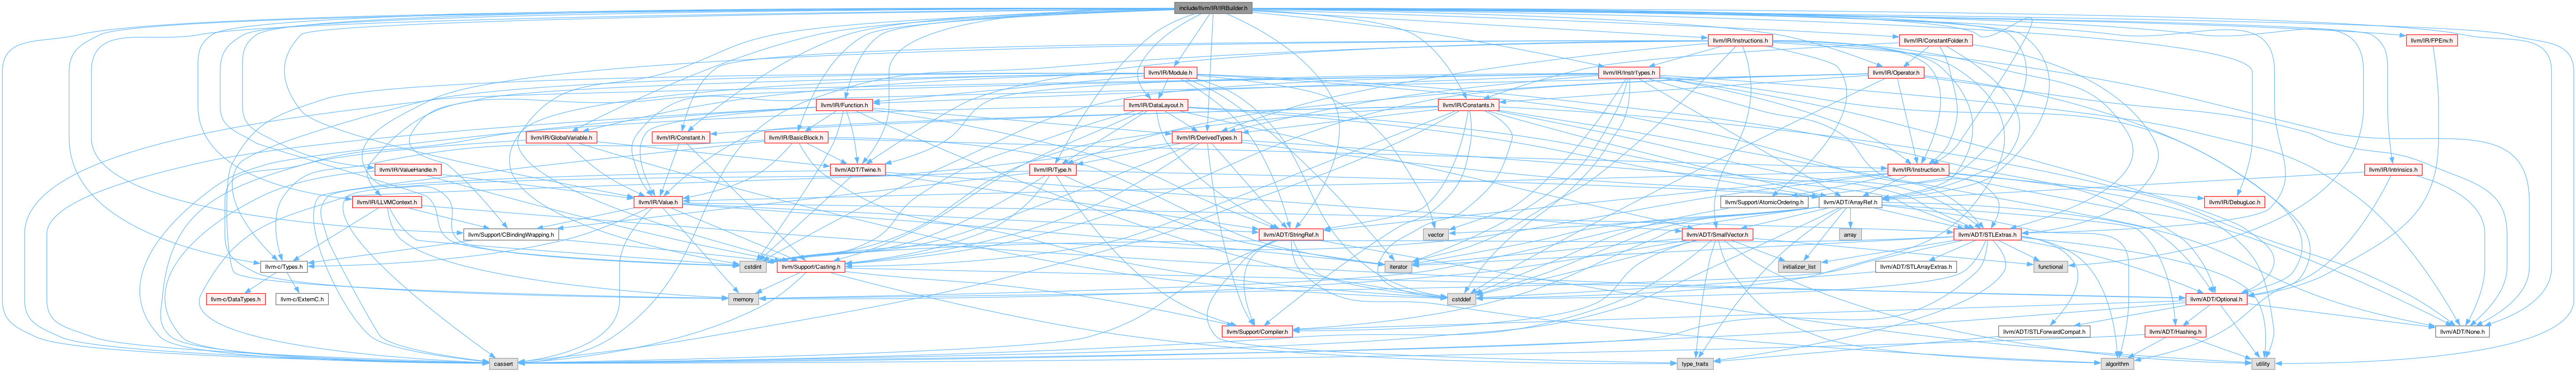 include/llvm/IR/IRBuilder.h
llvm/IR/Instructions.h
llvm/IR/ConstantFolder.h
llvm/IR/FPEnv.h
llvm/IR/Module.h
llvm/IR/InstrTypes.h
llvm/IR/Operator.h
llvm/IR/Function.h
llvm/IR/DataLayout.h
llvm/IR/Constants.h
llvm/IR/GlobalVariable.h
llvm/IR/Constant.h
llvm/IR/BasicBlock.h
llvm/IR/DerivedTypes.h
llvm/IR/ValueHandle.h
llvm/ADT/Twine.h
llvm/IR/Type.h
llvm/IR/Instruction.h
llvm/IR/Intrinsics.h
llvm/IR/LLVMContext.h
llvm/IR/Value.h
llvm/Support/AtomicOrdering.h
llvm/ADT/ArrayRef.h
llvm/IR/DebugLoc.h
llvm/Support/CBindingWrapping.h
llvm/ADT/StringRef.h
vector
llvm/ADT/SmallVector.h
array
llvm/ADT/STLExtras.h
llvm-c/Types.h
cstdint
llvm/Support/Casting.h
iterator
initializer_list
llvm/ADT/STLArrayExtras.h
functional
llvm-c/DataTypes.h
llvm-c/ExternC.h
memory
cstddef
llvm/ADT/Optional.h
llvm/Support/Compiler.h
llvm/ADT/STLForwardCompat.h
llvm/ADT/Hashing.h
llvm/ADT/None.h
cassert
type_traits
algorithm
utility